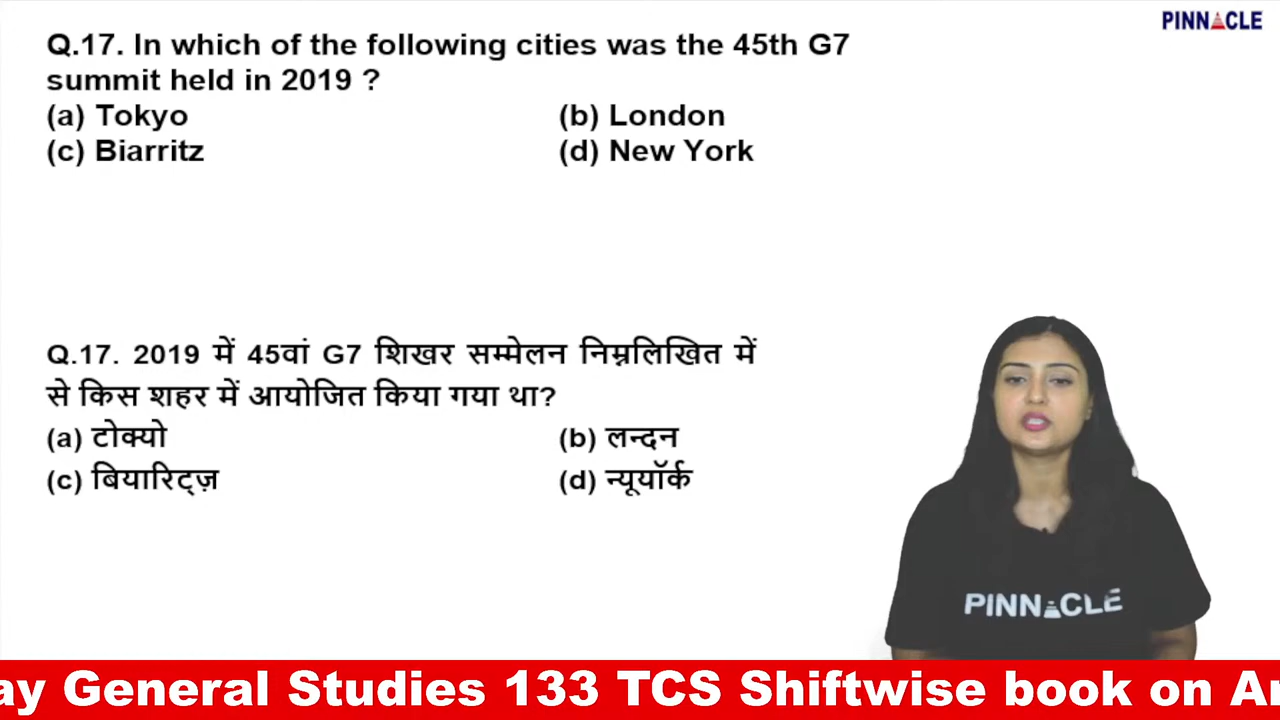 PINNACLE
Q.17. In which of the following cities was the 45th G7
summit held in 2019 ?
(a) Tokyo (b) London
(c) Biarritz (d) New York
Q.17. 2019 में 45वां G7 शिखर सम्मेलन निम्नलिखित में
से किस शहर में आयोजित किया गया था?
(a) टोक्यो (b) लन्दन
(c) बियारिट्ज़ (d) न्यूयॉर्क
PINNACLE
General Studies 133 TCS Shiftwise book on